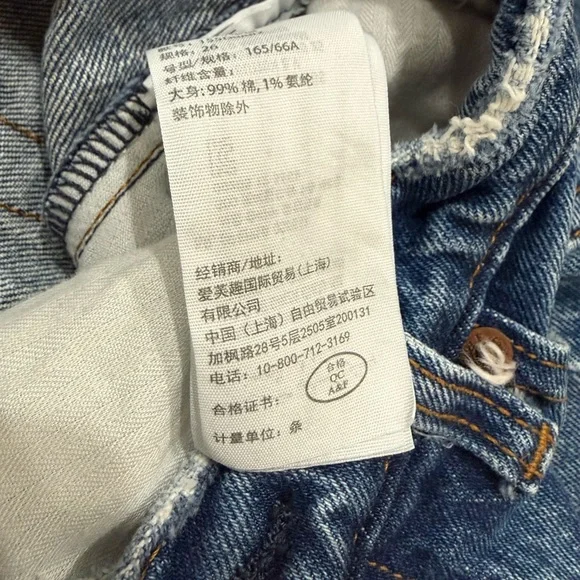 规格: 26
号型/规格: 165/66A
纤维含量:
大身: 99% 棉, 1% 氨纶
装饰物除外
经销商/地址:
爱芙趣国际贸易(上海)
有限公司
中国（上海）自由贸易试验区
加枫路28号5层2505室200131
电话: 10-800-712-3169
合格证书:
合格
QC
A&F
计量单位: 条